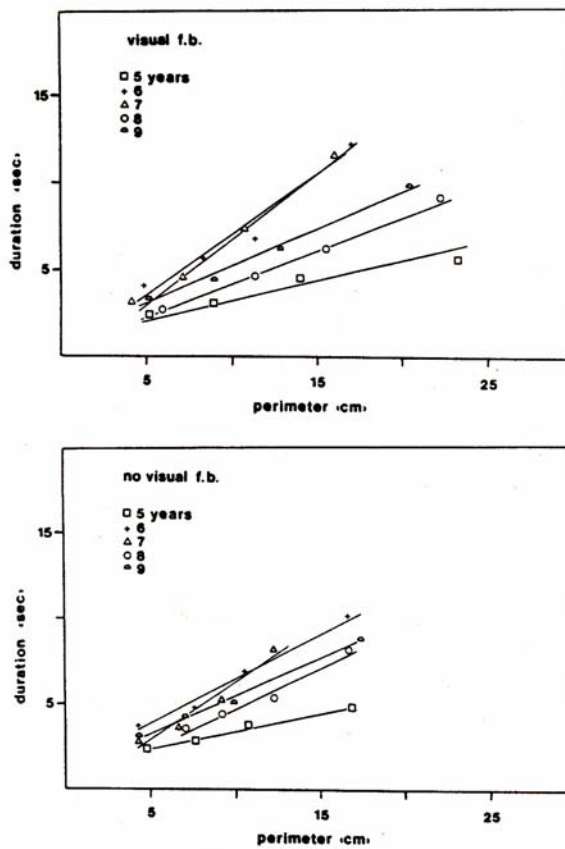 visual f.b.
□ 5 years
+ 6
△ 7
○ 8
9
15
5
duration (sec)
5
15
25
perimeter (cm)
no visual f.b.
□ 5 years
+ 6
△ 7
○ 8
9
15
5
duration (sec)
5
15
25
perimeter (cm)